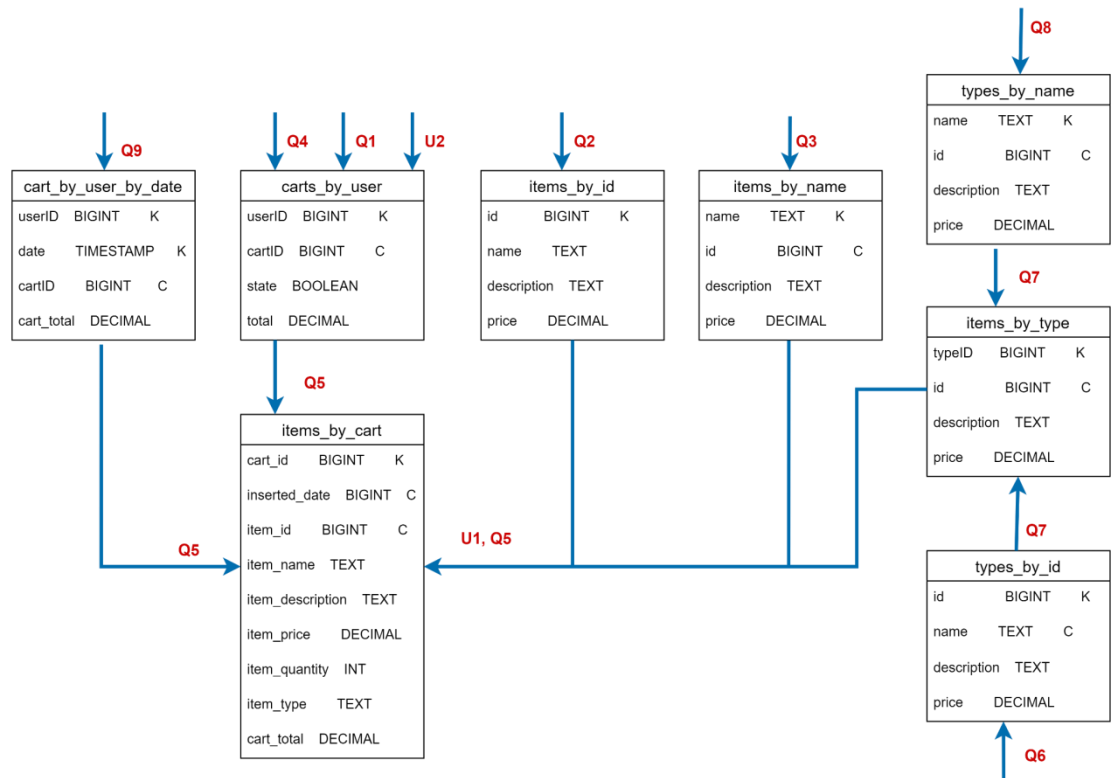 Q8
types_by_name
name TEXT K
id BIGINT C
description TEXT
price DECIMAL
Q9
cart_by_user_by_date
userID BIGINT K
date TIMESTAMP K
cartID BIGINT C
cart_total DECIMAL
Q4 Q1 U2
carts_by_user
userID BIGINT K
cartID BIGINT C
state BOOLEAN
total DECIMAL
Q2
items_by_id
id BIGINT K
name TEXT
description TEXT
price DECIMAL
Q3
items_by_name
name TEXT K
id BIGINT C
description TEXT
price DECIMAL
Q7
items_by_type
typeID BIGINT K
id BIGINT C
description TEXT
price DECIMAL
Q5
items_by_cart
cart_id BIGINT K
inserted_date BIGINT C
item_id BIGINT C
item_name TEXT
item_description TEXT
item_price DECIMAL
item_quantity INT
item_type TEXT
cart_total DECIMAL
Q5
U1, Q5
Q7
types_by_id
id BIGINT K
name TEXT C
description TEXT
price DECIMAL
Q6